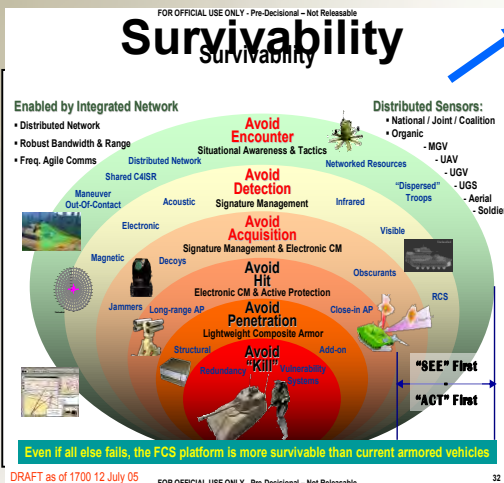 FOR OFFICIAL USE ONLY - Pre-Decisional – Not Releasable
Survivability
Survivability
Enabled by Integrated Network
▪ Distributed Network
▪ Robust Bandwidth & Range
▪ Freq. Agile Comms
Distributed Sensors:
▪ National / Joint / Coalition
▪ Organic
- MGV
- UAV
- UGV
- UGS
- Aerial
- Soldier
Avoid
Encounter
Situational Awareness & Tactics
Distributed Network
Networked Resources
Shared C4ISR
Maneuver
Out-Of-Contact
Avoid
Detection
Signature Management
Acoustic
Infrared
"Dispersed"
Troops
Electronic
Avoid
Acquisition
Signature Management & Electronic CM
Visible
Magnetic
Decoys
Avoid
Hit
Electronic CM & Active Protection
Obscurants
RCS
Jammers
Long-range AP
Close-in AP
Avoid
Penetration
Lightweight Composite Armor
Structural
Add-on
Avoid
"Kill"
Redundancy
Vulnerability
Systems
"SEE" First
-
"ACT" First
Even if all else fails, the FCS platform is more survivable than current armored vehicles
DRAFT as of 1700 12 July 05
FOR OFFICIAL USE ONLY - Pre-Decisional – Not Releasable
32